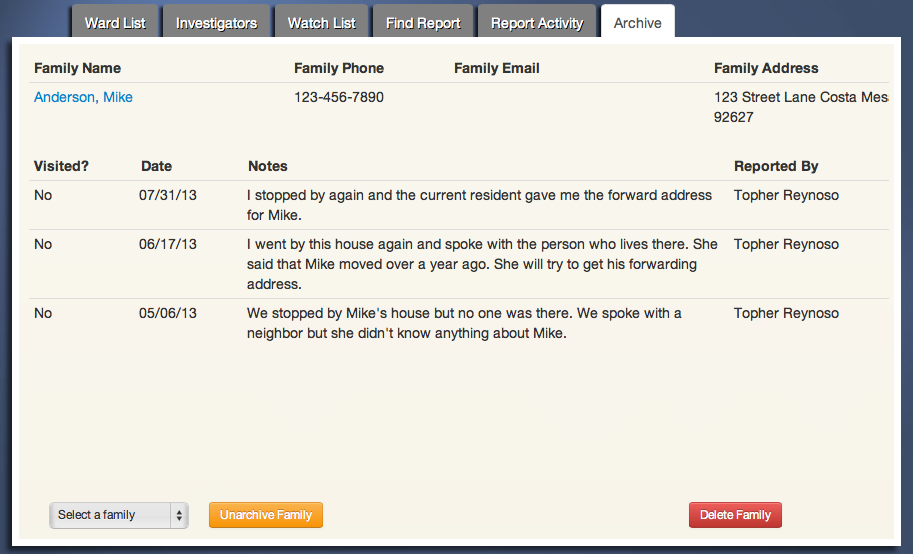 Ward List Investigators Watch List Find Report Report Activity Archive
Family Name Family Phone Family Email Family Address
Anderson, Mike 123-456-7890 123 Street Lane Costa Mes
92627
Visited? Date Notes Reported By
No 07/31/13 I stopped by again and the current resident gave me the forward address Topher Reynoso
for Mike.
No 06/17/13 I went by this house again and spoke with the person who lives there. She Topher Reynoso
said that Mike moved over a year ago. She will try to get his forwarding
address.
No 05/06/13 We stopped by Mike's house but no one was there. We spoke with a Topher Reynoso
neighbor but she didn't know anything about Mike.
Select a family Unarchive Family Delete Family